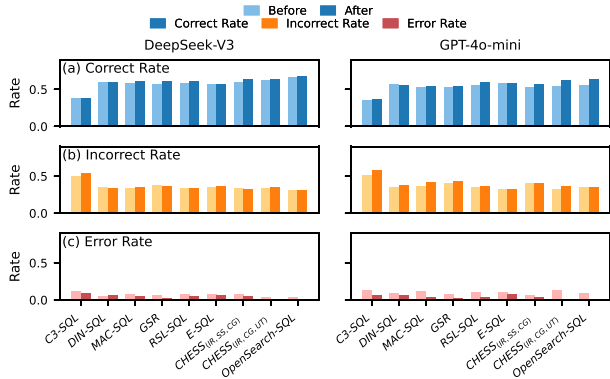 Before After
Correct Rate Incorrect Rate Error Rate
DeepSeek-V3 GPT-4o-mini
(a) Correct Rate
Rate
0.5
0.0
(b) Incorrect Rate
Rate
0.5
0.0
(c) Error Rate
Rate
0.5
0.0
C3-SQL DIN-SQL MAC-SQL GSR RSL-SQL E-SQL CHESS(IR, SS, CG) CHESS(IR, CG, UT) OpenSearch-SQL
C3-SQL DIN-SQL MAC-SQL GSR RSL-SQL E-SQL CHESS(IR, SS, CG) CHESS(IR, CG, UT) OpenSearch-SQL